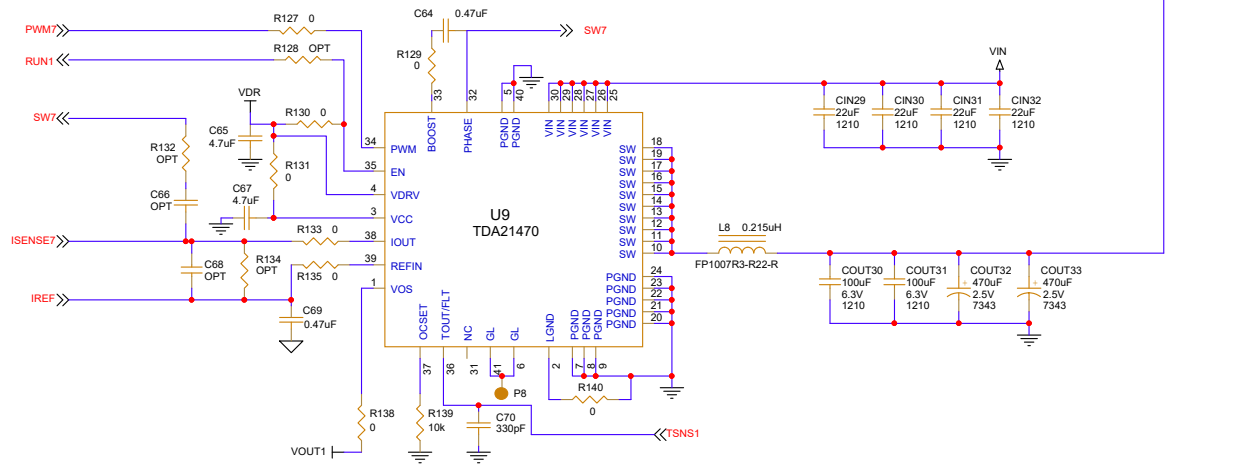 PWM7
R127 0
RUN1
R128 OPT
C64 0.47uF
SW7
R129
0
33
32
5
40
30
29
28
27
26
25
VIN
CIN29
22uF
1210
CIN30
22uF
1210
CIN31
22uF
1210
CIN32
22uF
1210
SW7
VDR
R130 0
C65
4.7uF
R131
0
R132
OPT
C66
OPT
C67
4.7uF
ISENSE7
R133 0
C68
OPT
R134
OPT
R135 0
IREF
C69
0.47uF
BOOST
PHASE
PGND
PGND
VIN
VIN
VIN
VIN
VIN
VIN
34 PWM
35 EN
4 VDRV
3 VCC
38 IOUT
39 REFIN
1 VOS
U9
TDA21470
SW 18
SW 19
SW 17
SW 16
SW 15
SW 14
SW 13
SW 12
SW 11
SW 10
PGND 24
PGND 23
PGND 22
PGND 21
PGND 20
L8 0.215uH
FP1007R3-R22-R
COUT30
100uF
6.3V
1210
COUT31
100uF
6.3V
1210
COUT32
470uF
2.5V
7343
COUT33
470uF
2.5V
7343
OCSET
TOUT/FLT
NC
GL
GL
LGND
PGND
PGND
PGND
37
36
31
41
6
2
7
8
9
P8
R140
0
R138
0
R139
10k
C70
330pF
TSNS1
VOUT1